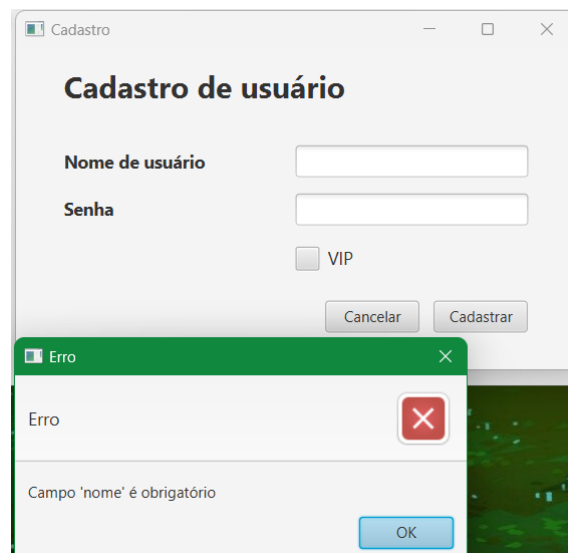 Cadastro
Cadastro de usuário
Nome de usuário
Senha
VIP
Cancelar Cadastrar
Erro
Erro
Campo 'nome' é obrigatório
OK